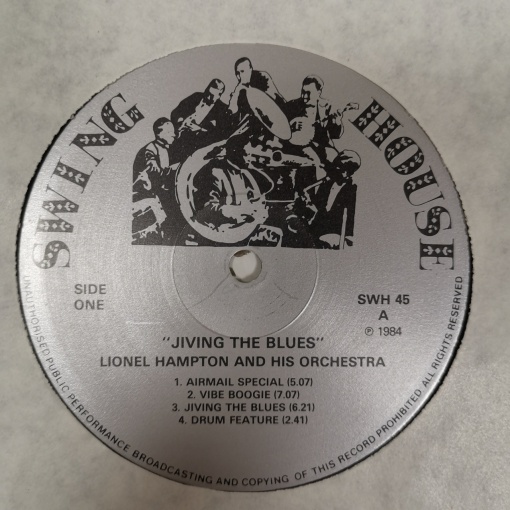 SWING HOUSE
SIDE
ONE
SWH 45
A
℗ 1984
"JIVING THE BLUES"
LIONEL HAMPTON AND HIS ORCHESTRA
1. AIRMAIL SPECIAL (5.07)
2. VIBE BOOGIE (7.07)
3. JIVING THE BLUES (6.21)
4. DRUM FEATURE (2.41)
UNAUTHORISED PUBLIC PERFORMANCE BROADCASTING AND COPYING OF THIS RECORD PROHIBITED ALL RIGHTS RESERVED